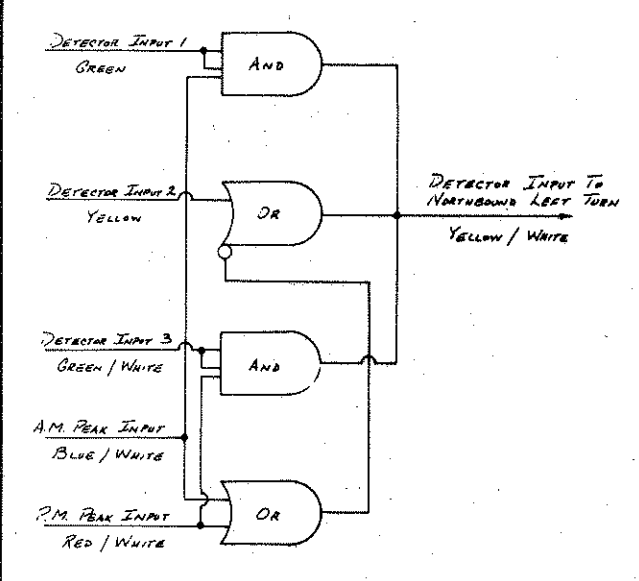 Detector Input 1
Green
And
Detector Input 2
Yellow
Or
Detector Input To
Northbound Left Turn
Yellow / White
Detector Input 3
Green / White
And
A.M. Peak Input
Blue / White
P.M. Peak Input
Red / White
Or